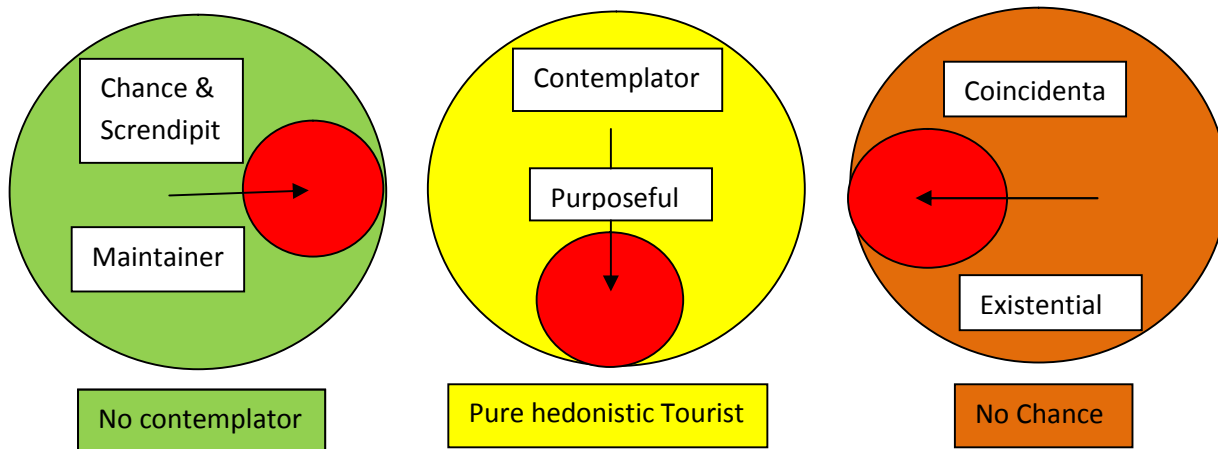 Chance &
Screndipit
Maintainer
No contemplator
Contemplator
Purposeful
Pure hedonistic Tourist
Coincidenta
Existential
No Chance